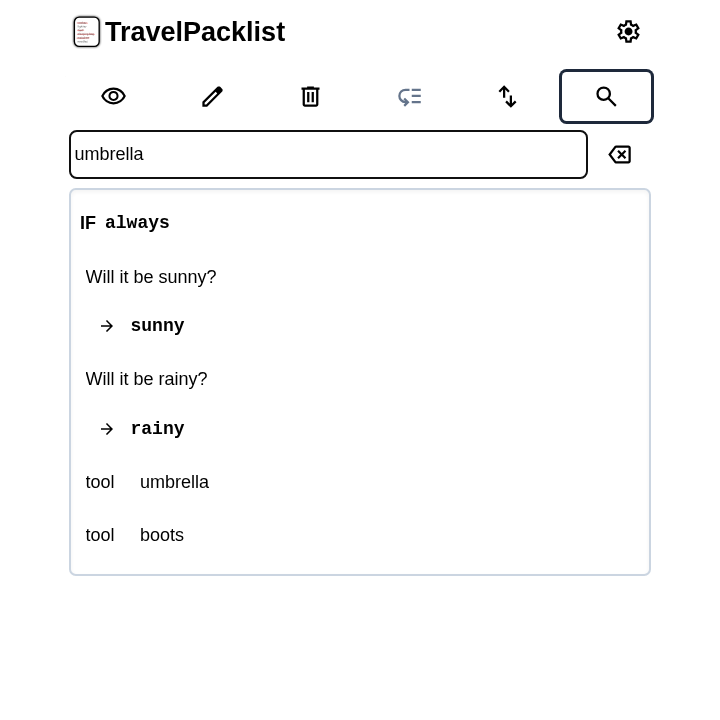 TravelPacklist
umbrella
IF always
Will it be sunny?
→ sunny
Will it be rainy?
→ rainy
tool umbrella
tool boots